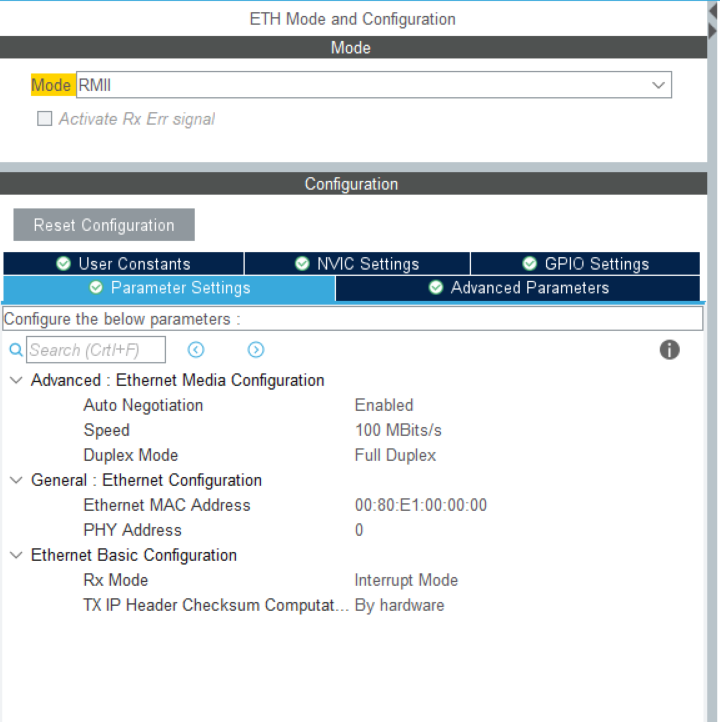 ETH Mode and Configuration
Mode
Mode RMII
Activate Rx Err signal
Configuration
Reset Configuration
User Constants NVIC Settings GPIO Settings
Parameter Settings Advanced Parameters
Configure the below parameters :
Search (Crtl+F)
Advanced : Ethernet Media Configuration
Auto Negotiation Enabled
Speed 100 MBits/s
Duplex Mode Full Duplex
General : Ethernet Configuration
Ethernet MAC Address 00:80:E1:00:00:00
PHY Address 0
Ethernet Basic Configuration
Rx Mode Interrupt Mode
TX IP Header Checksum Computat... By hardware